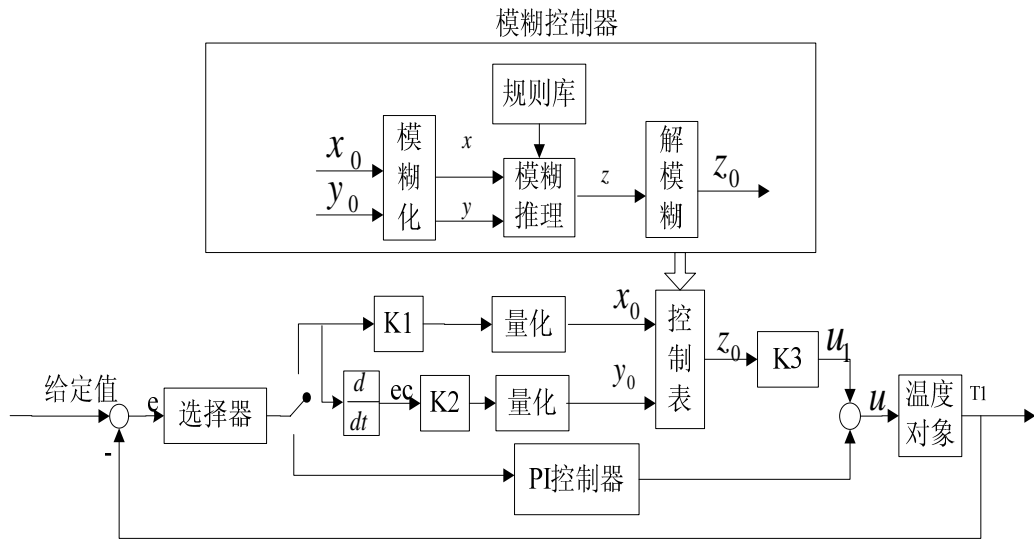 模糊控制器
规则库
x₀
y₀
模糊化
x
y
模糊推理
z
解模糊
z₀
K1
量化
x₀
控制表
z₀
K3
u₁
给定值
e
选择器
d
dt
ec
K2
量化
y₀
u
温度对象
T1
-
PI控制器